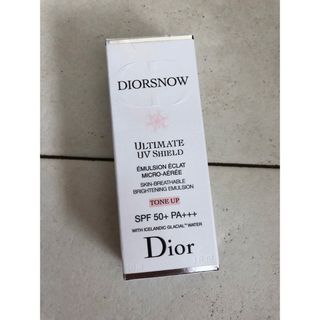 DIORSNOW
ULTIMATE
UV SHIELD
ÉMULSION ÉCLAT
MICRO-AÉRÉE
SKIN-BREATHABLE
BRIGHTENING EMULSION
TONE UP
SPF 50+ PA+++
WITH ICELANDIC GLACIAL™ WATER
Dior